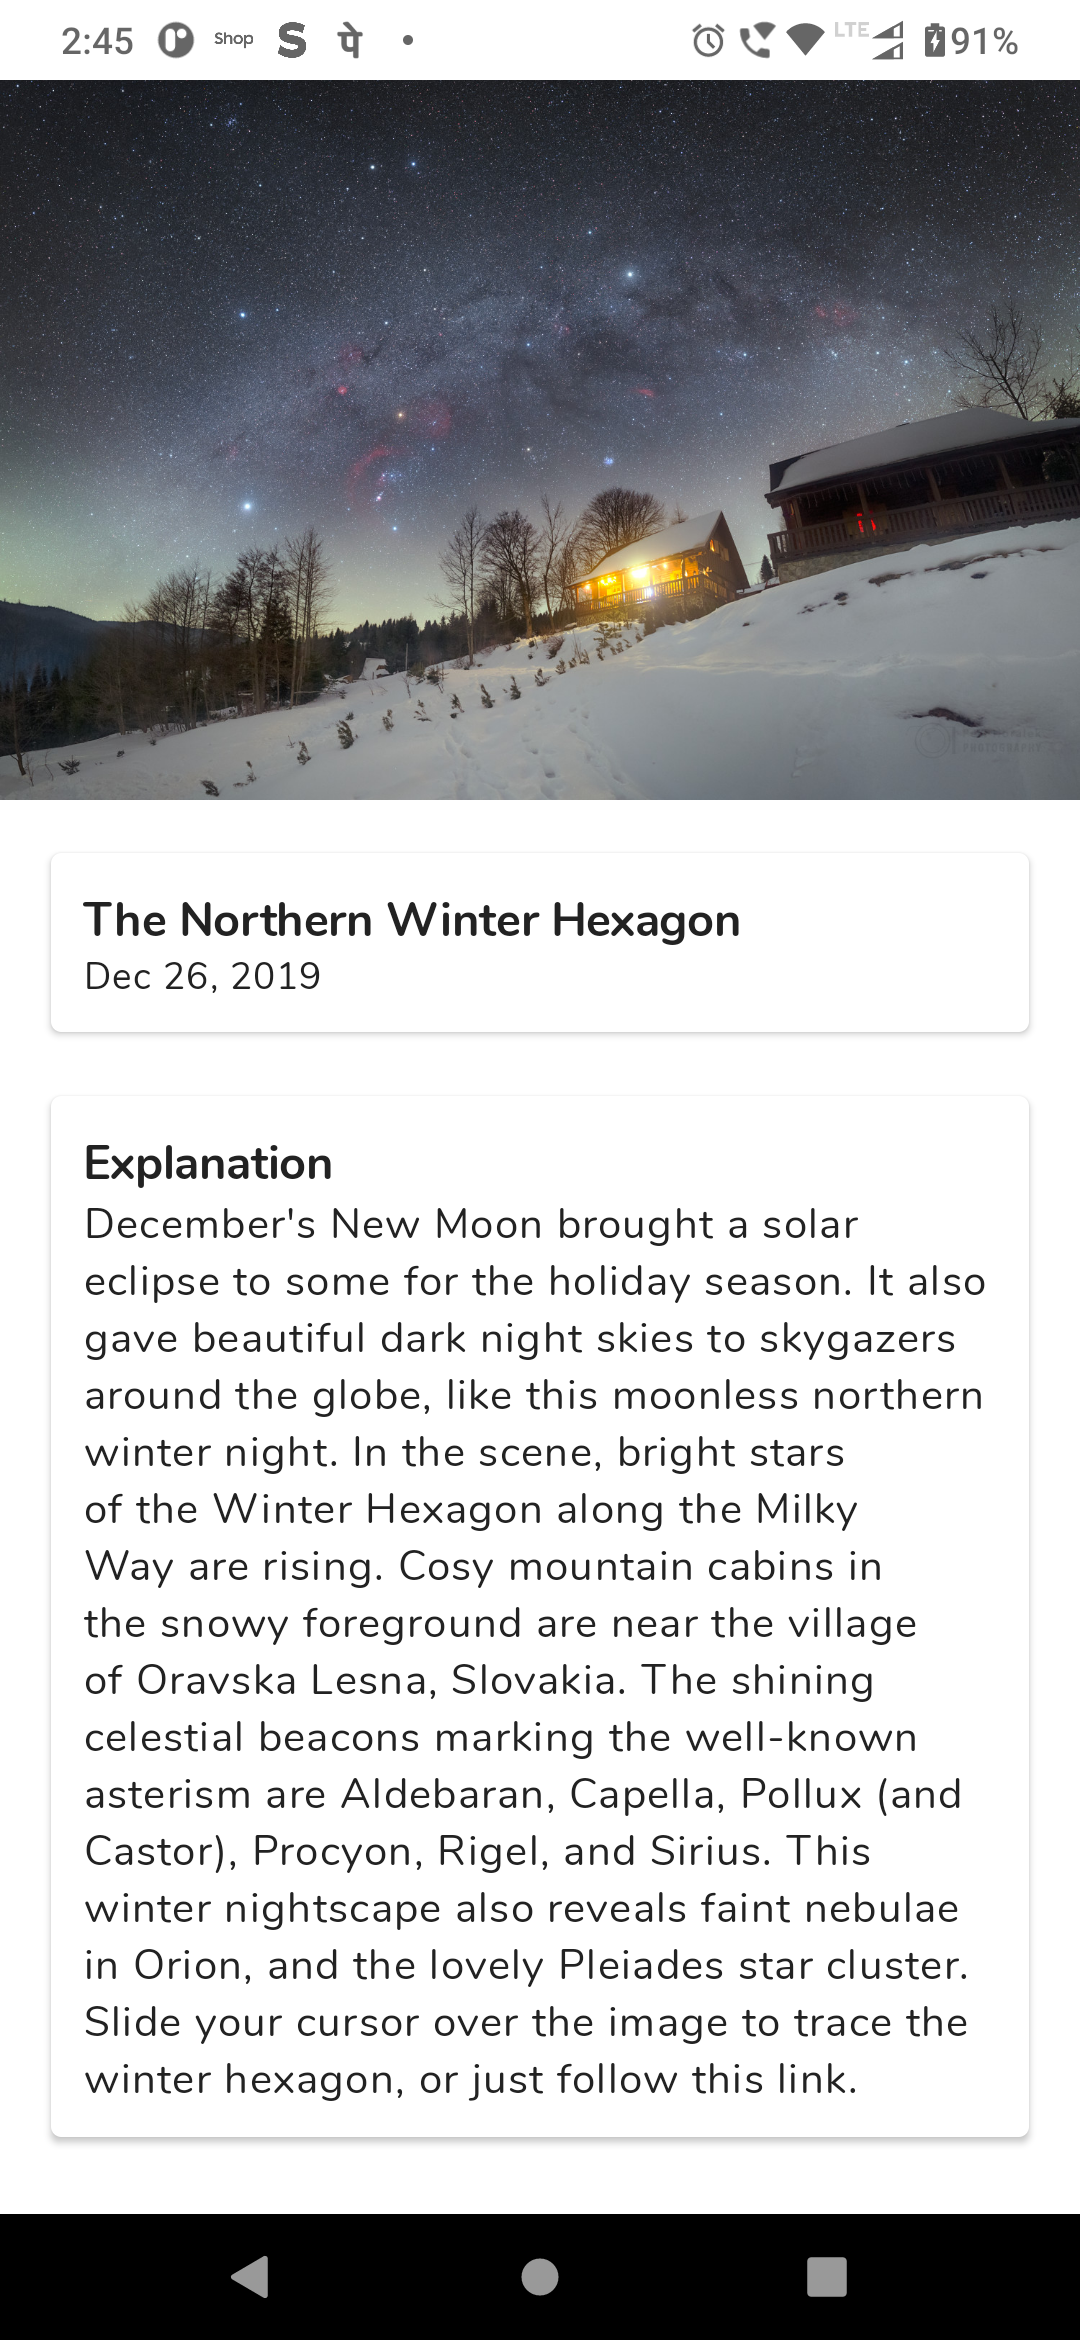 2:45 Shop S पे LTE 91%
PHOTOGRAPHY
The Northern Winter Hexagon
Dec 26, 2019
Explanation
December's New Moon brought a solar
eclipse to some for the holiday season. It also
gave beautiful dark night skies to skygazers
around the globe, like this moonless northern
winter night. In the scene, bright stars
of the Winter Hexagon along the Milky
Way are rising. Cosy mountain cabins in
the snowy foreground are near the village
of Oravska Lesna, Slovakia. The shining
celestial beacons marking the well-known
asterism are Aldebaran, Capella, Pollux (and
Castor), Procyon, Rigel, and Sirius. This
winter nightscape also reveals faint nebulae
in Orion, and the lovely Pleiades star cluster.
Slide your cursor over the image to trace the
winter hexagon, or just follow this link.